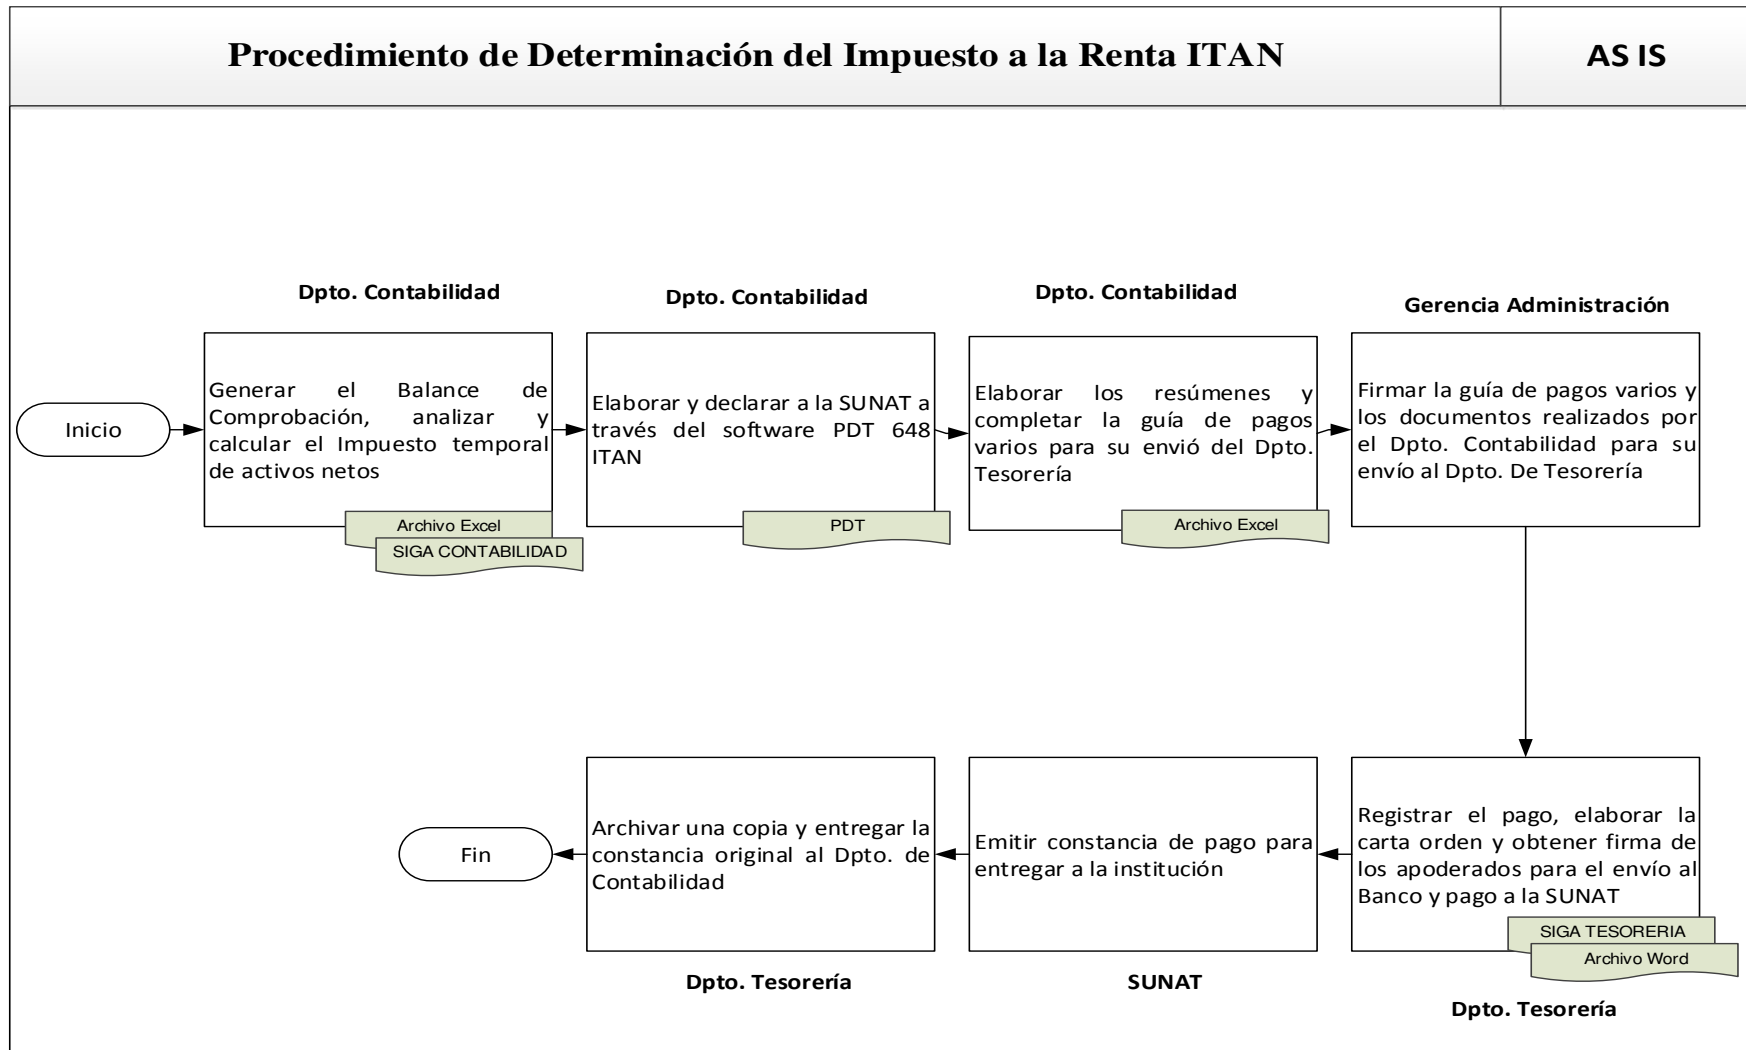 Procedimiento de Determinación del Impuesto a la Renta ITAN
AS IS
Dpto. Contabilidad
Dpto. Contabilidad
Dpto. Contabilidad
Gerencia Administración
Inicio
Generar el Balance de
Comprobación, analizar y
calcular el Impuesto temporal
de activos netos
Archivo Excel
SIGA CONTABILIDAD
Elaborar y declarar a la SUNAT a
través del software PDT 648
ITAN
PDT
Elaborar los resúmenes y
completar la guía de pagos
varios para su envió del Dpto.
Tesorería
Archivo Excel
Firmar la guía de pagos varios y
los documentos realizados por
el Dpto. Contabilidad para su
envío al Dpto. De Tesorería
Registrar el pago, elaborar la
carta orden y obtener firma de
los apoderados para el envío al
Banco y pago a la SUNAT
SIGA TESORERIA
Archivo Word
Dpto. Tesorería
Emitir constancia de pago para
entregar a la institución
SUNAT
Archivar una copia y entregar la
constancia original al Dpto. de
Contabilidad
Dpto. Tesorería
Fin